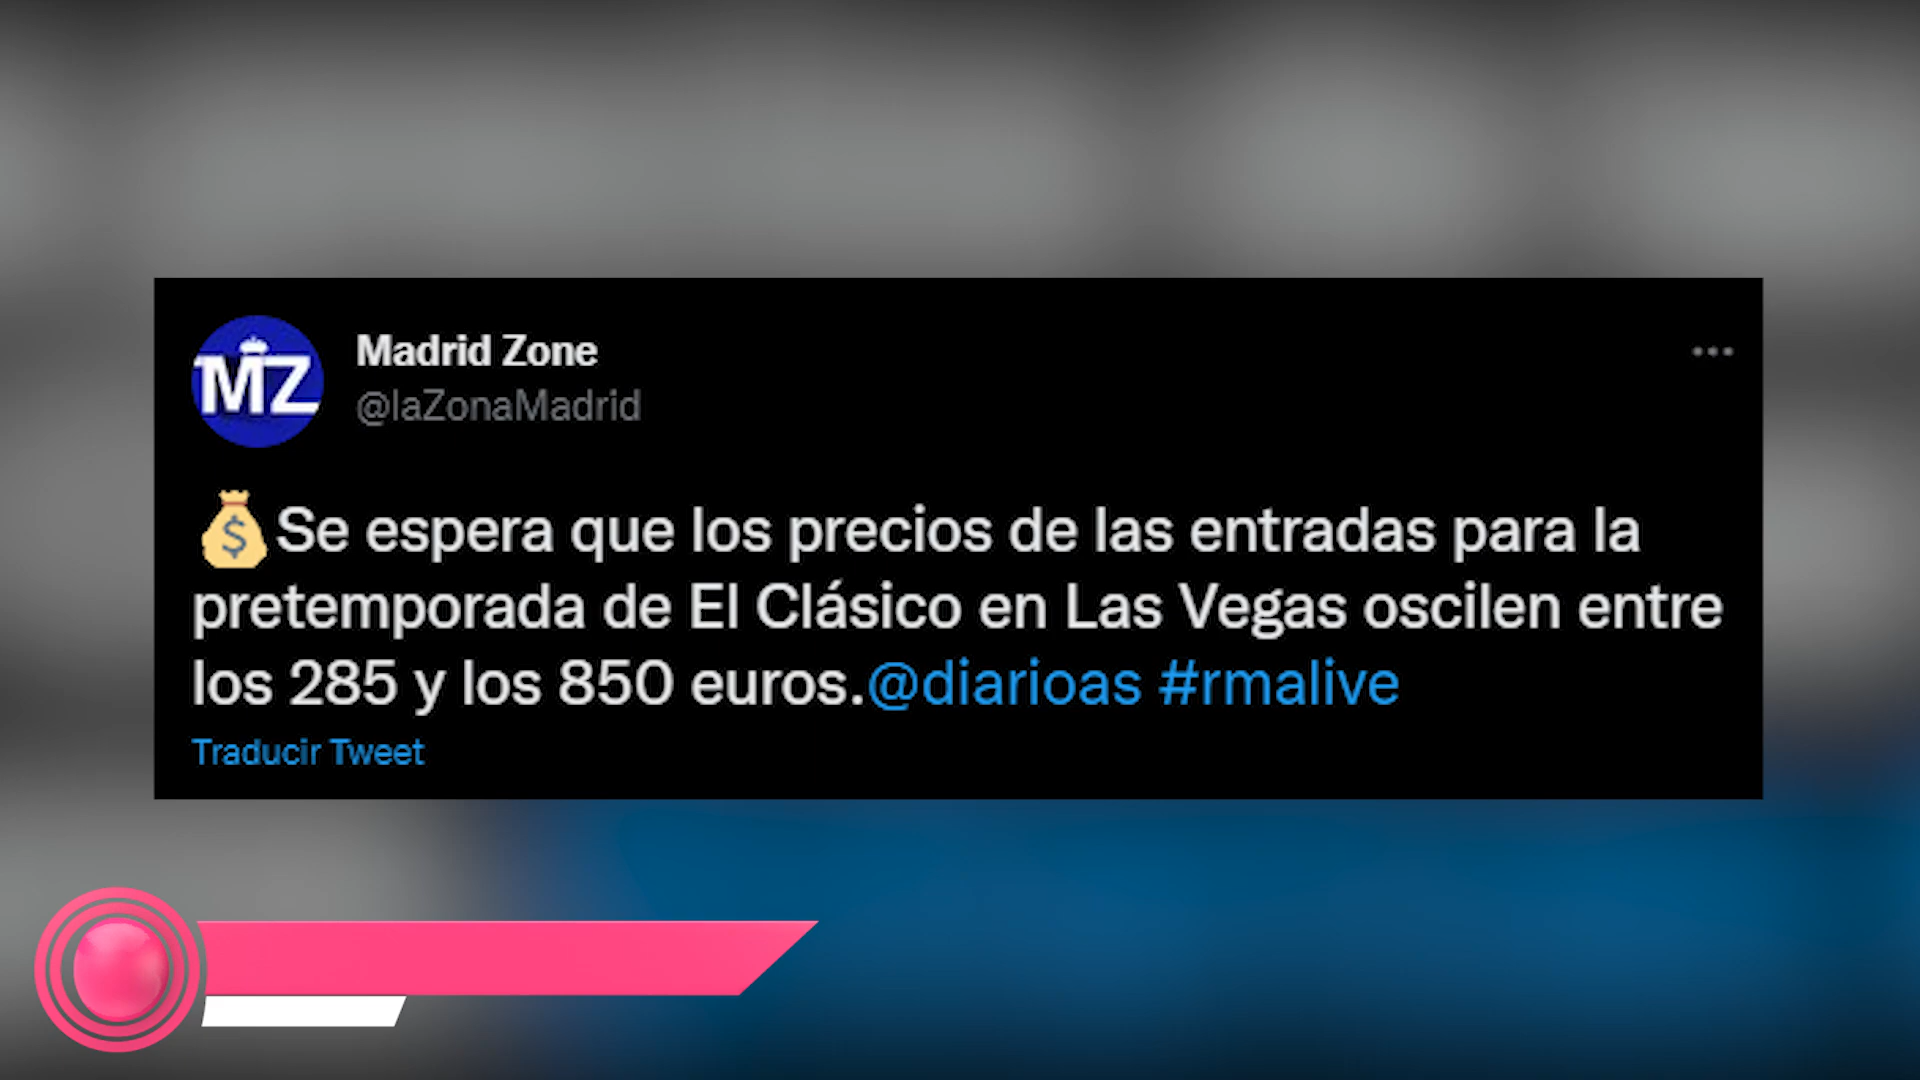 MZ
Madrid Zone
@laZonaMadrid
💰Se espera que los precios de las entradas para la
pretemporada de El Clásico en Las Vegas oscilen entre
los 285 y los 850 euros.@diarioas #rmalive
Traducir Tweet